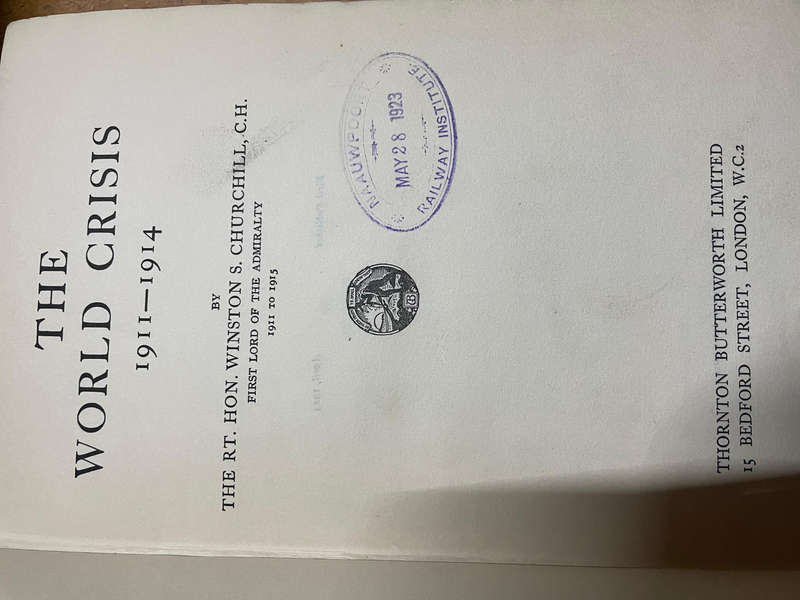 THE
WORLD CRISIS
1911—1914
BY
THE RT. HON. WINSTON S. CHURCHILL, C.H.
FIRST LORD OF THE ADMIRALTY
1911 TO 1915
MAY 28 1923
RAILWAY INSTITUTE
THORNTON BUTTERWORTH LIMITED
15 BEDFORD STREET, LONDON, W.C.2